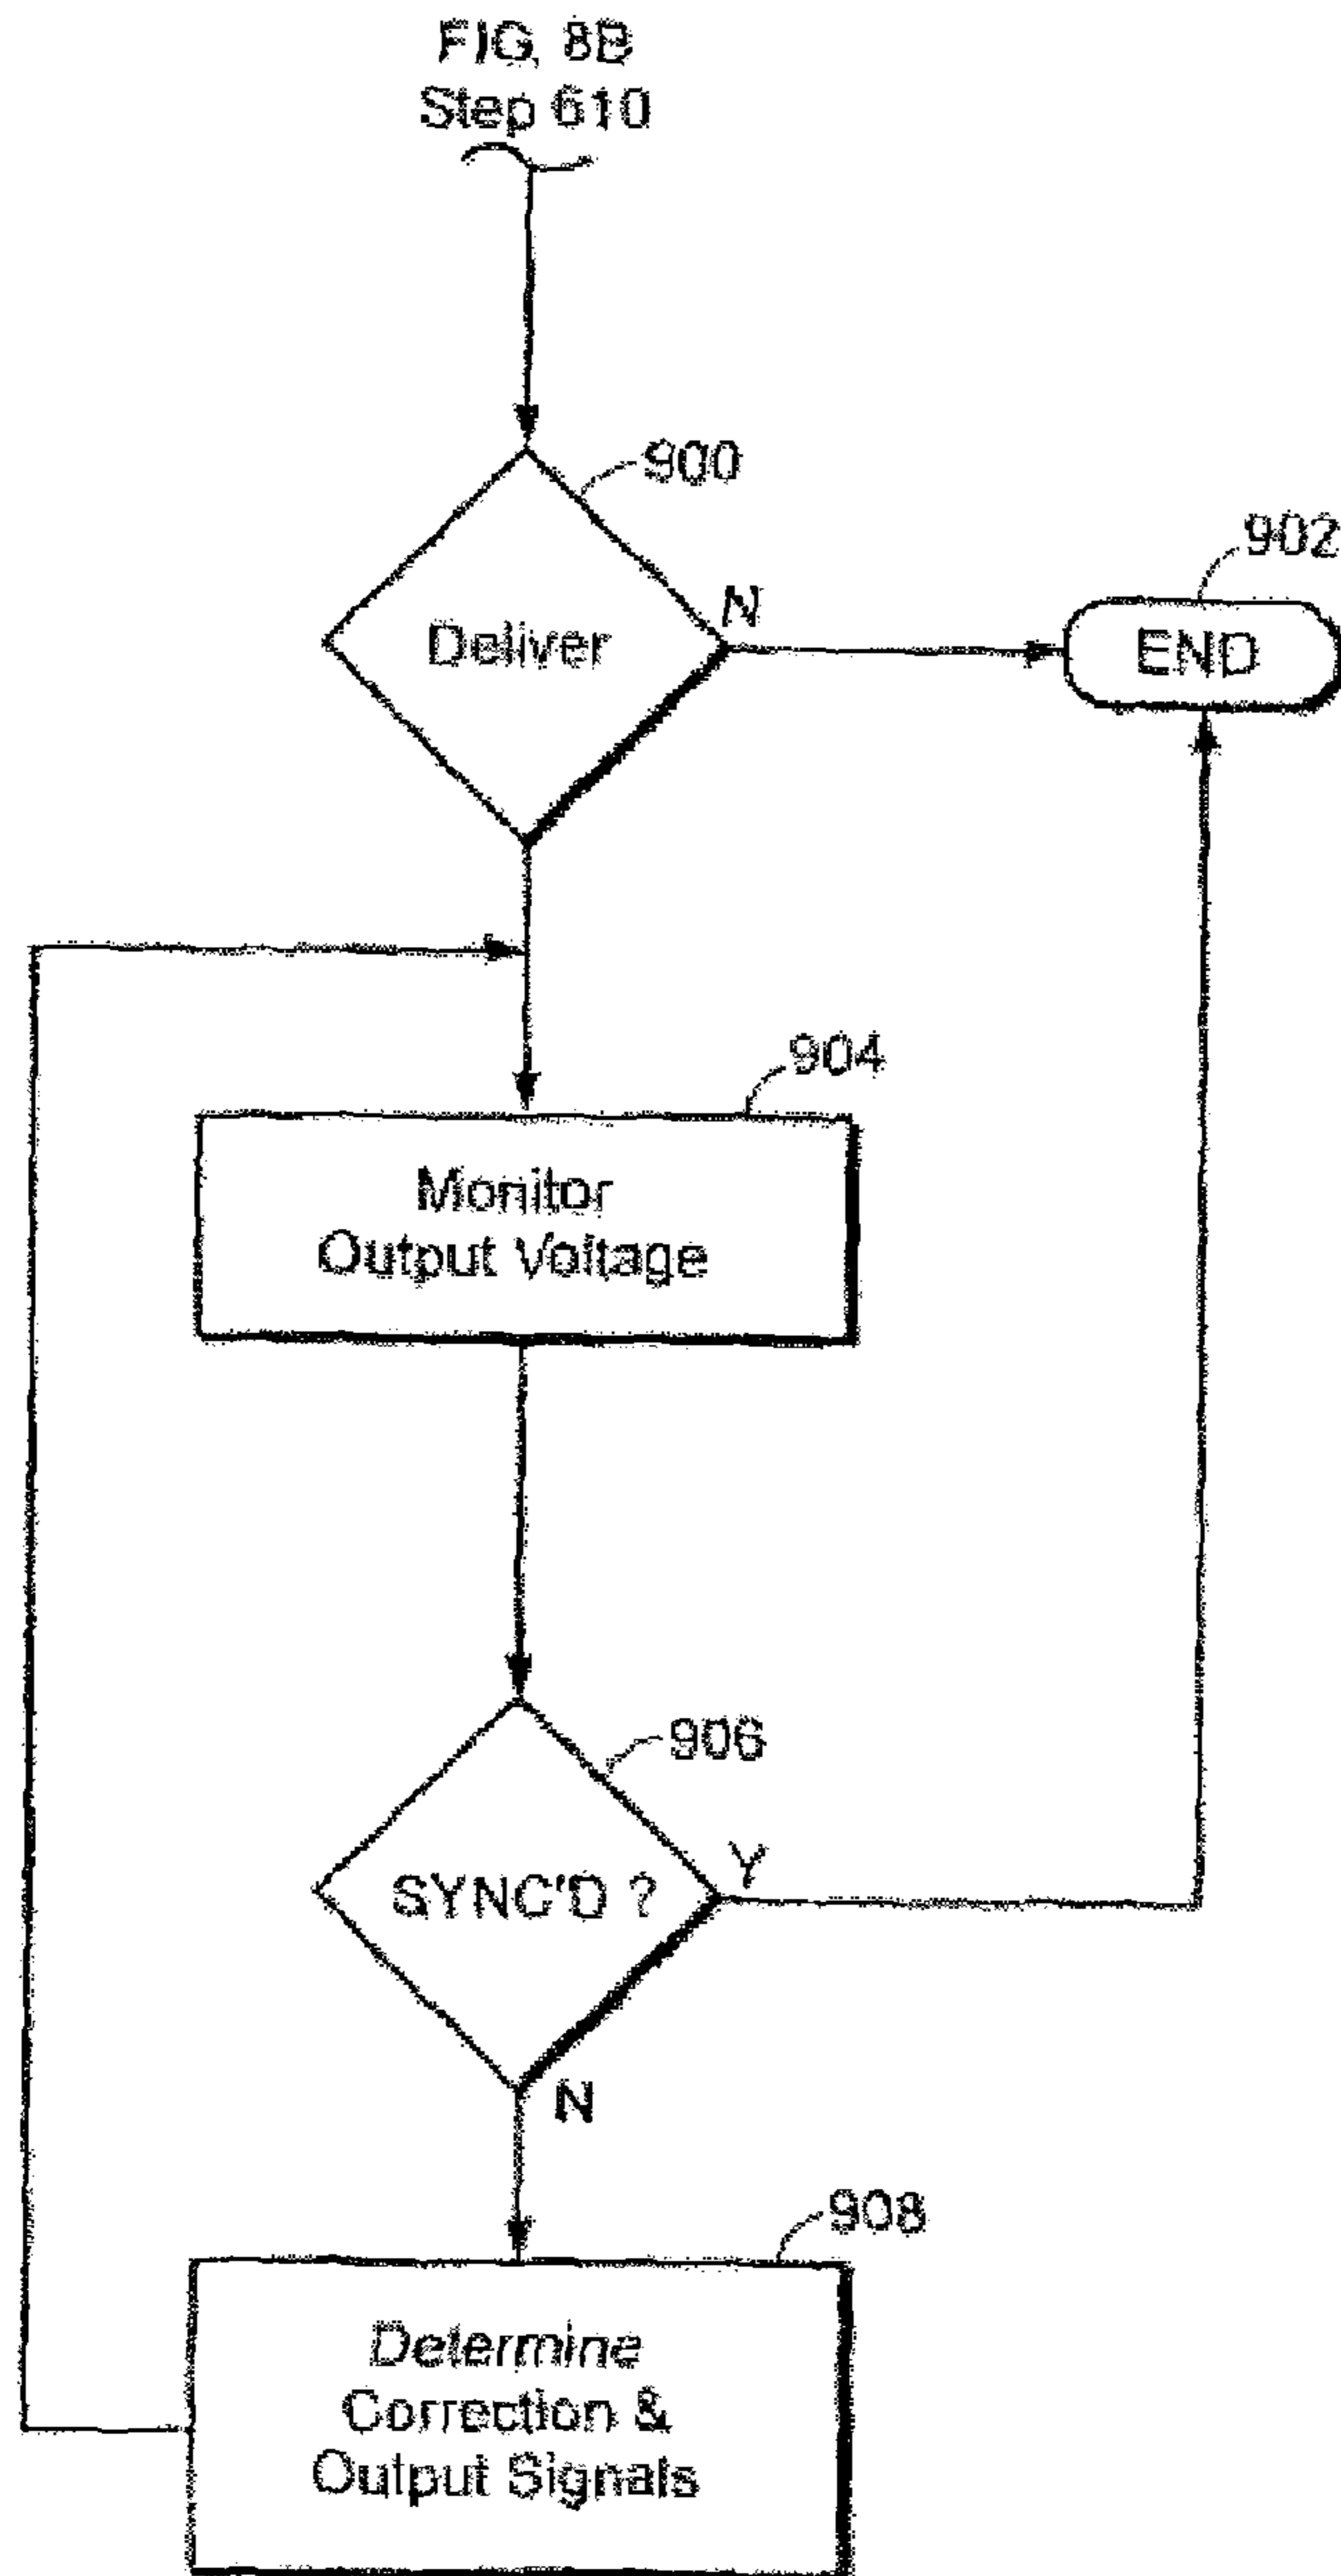 FIG. 8B
Step 610
900
902
N
Deliver
END
904
Monitor
Output Voltage
906
Y
SYNC'D ?
N
908
Determine
Correction &
Output Signals